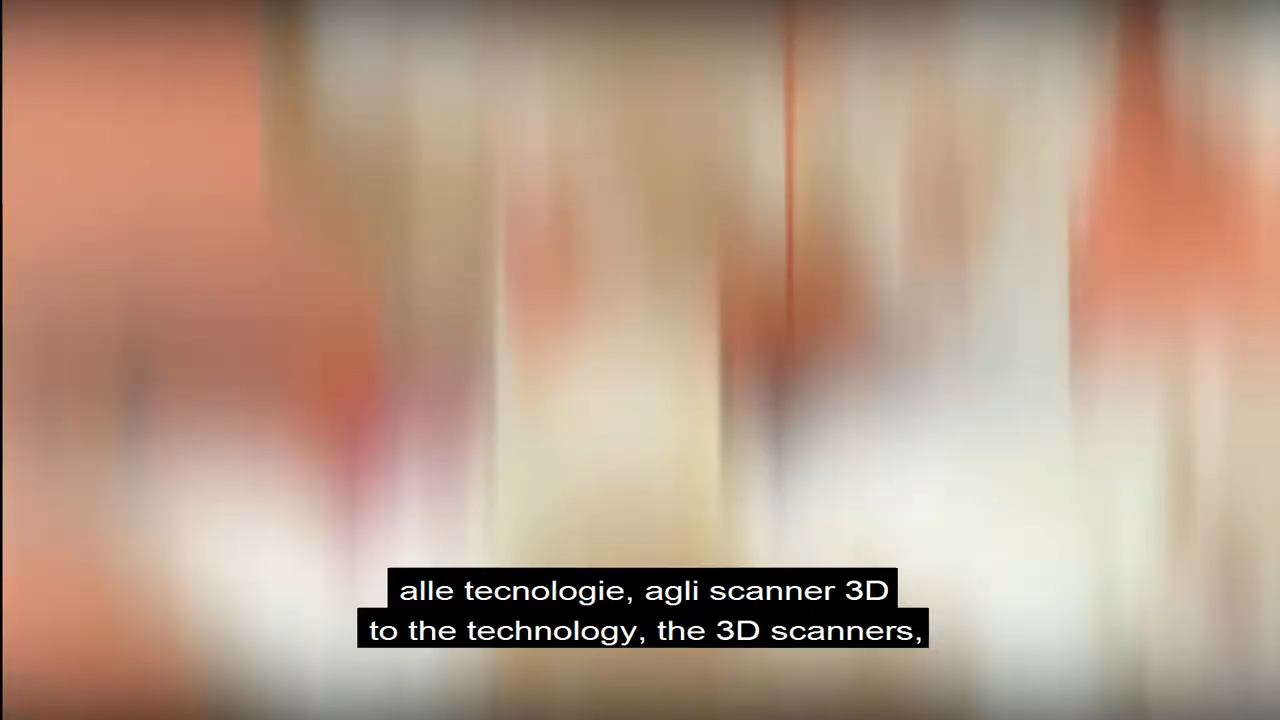 alle tecnologie, agli scanner 3D
to the technology, the 3D scanners,